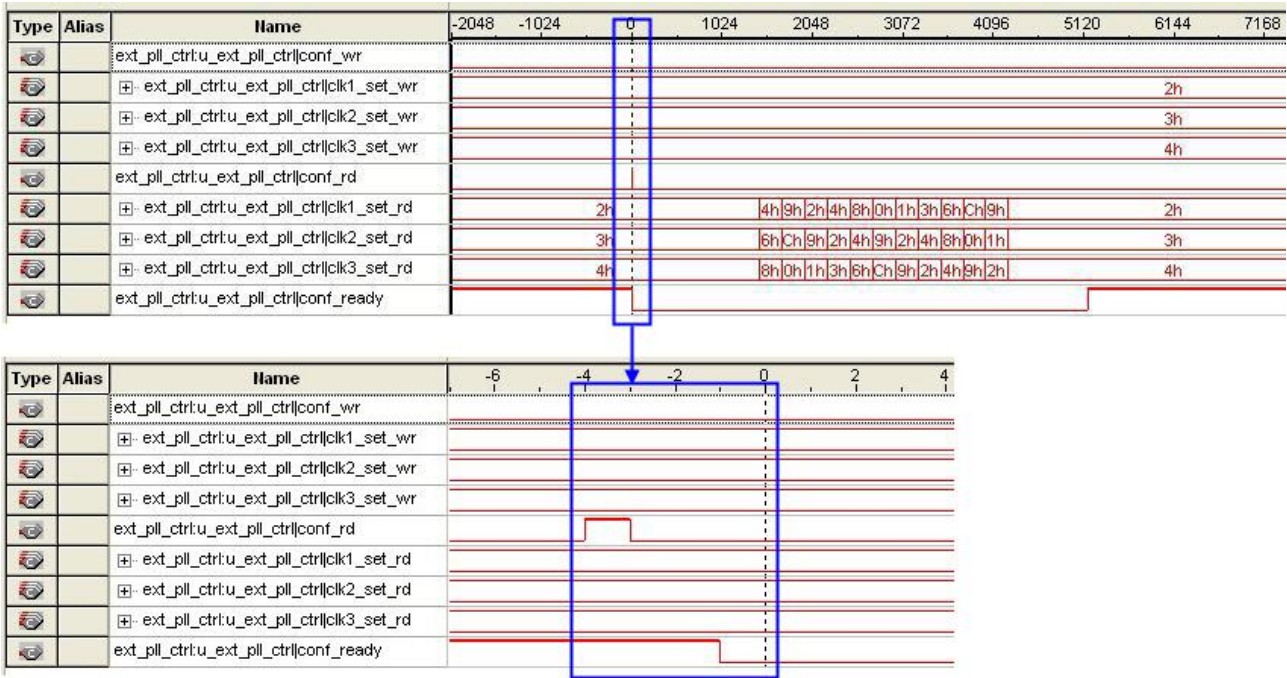 Type Alias Name -2048 -1024 0 1024 2048 3072 4096 5120 6144 7168
ext_pll_ctrl:u_ext_pll_ctrl|conf_wr
ext_pll_ctrl:u_ext_pll_ctrl|clk1_set_wr 2h
ext_pll_ctrl:u_ext_pll_ctrl|clk2_set_wr 3h
ext_pll_ctrl:u_ext_pll_ctrl|clk3_set_wr 4h
ext_pll_ctrl:u_ext_pll_ctrl|conf_rd
ext_pll_ctrl:u_ext_pll_ctrl|clk1_set_rd 2h 4h 9h 2h 4h 8h 0h 1h 3h 6h Ch 9h 2h
ext_pll_ctrl:u_ext_pll_ctrl|clk2_set_rd 3h 6h Ch 9h 2h 4h 9h 2h 4h 8h 0h 1h 3h
ext_pll_ctrl:u_ext_pll_ctrl|clk3_set_rd 4h 8h 0h 1h 3h 6h Ch 9h 2h 4h 9h 2h 4h
ext_pll_ctrl:u_ext_pll_ctrl|conf_ready
Type Alias Name -6 -4 -2 0 2 4
ext_pll_ctrl:u_ext_pll_ctrl|conf_wr
ext_pll_ctrl:u_ext_pll_ctrl|clk1_set_wr
ext_pll_ctrl:u_ext_pll_ctrl|clk2_set_wr
ext_pll_ctrl:u_ext_pll_ctrl|clk3_set_wr
ext_pll_ctrl:u_ext_pll_ctrl|conf_rd
ext_pll_ctrl:u_ext_pll_ctrl|clk1_set_rd
ext_pll_ctrl:u_ext_pll_ctrl|clk2_set_rd
ext_pll_ctrl:u_ext_pll_ctrl|clk3_set_rd
ext_pll_ctrl:u_ext_pll_ctrl|conf_ready